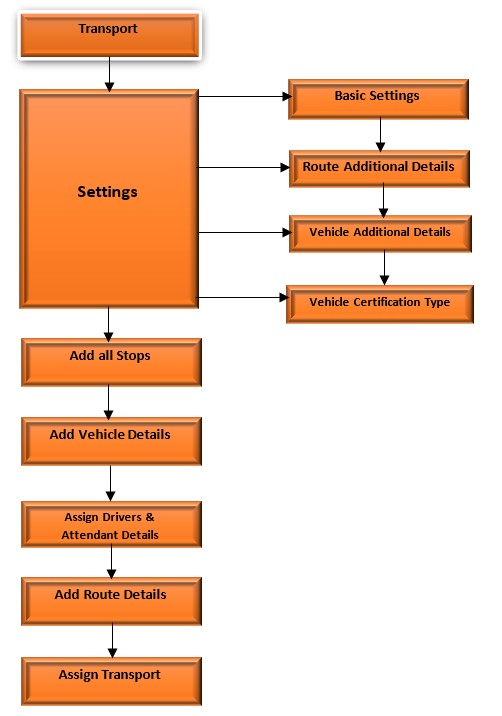 Transport
Settings
Basic Settings
Route Additional Details
Vehicle Additional Details
Vehicle Certification Type
Add all Stops
Add Vehicle Details
Assign Drivers &
Attendant Details
Add Route Details
Assign Transport